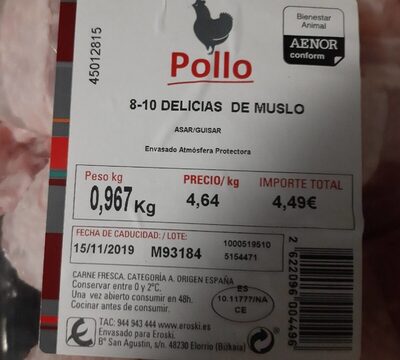 45012815
Pollo
Bienestar
Animal
AENOR
conform
8-10 DELICIAS DE MUSLO
ASAR/GUISAR
Envasado Atmósfera Protectora
Peso kg
0,967 Kg
PRECIO/kg
4,64
IMPORTE TOTAL
4,49€
FECHA DE CADUCIDAD: / LOTE:
15/11/2019 M93184
1000519510
5154471
CARNE FRESCA. CATEGORÍA A. ORIGEN ESPAÑA
Conservar entre 0 y 2ºC.
Una vez abierto consumir en 48h.
Cocinar antes de consumir.
ES
10.11777/NA
CE
TAC. 944 943 444 www.eroski.es
Envasado para Eroski.
Bº San Agustin, s/n. 48230 Elorrio (Bizkaia)
2 622096 004496